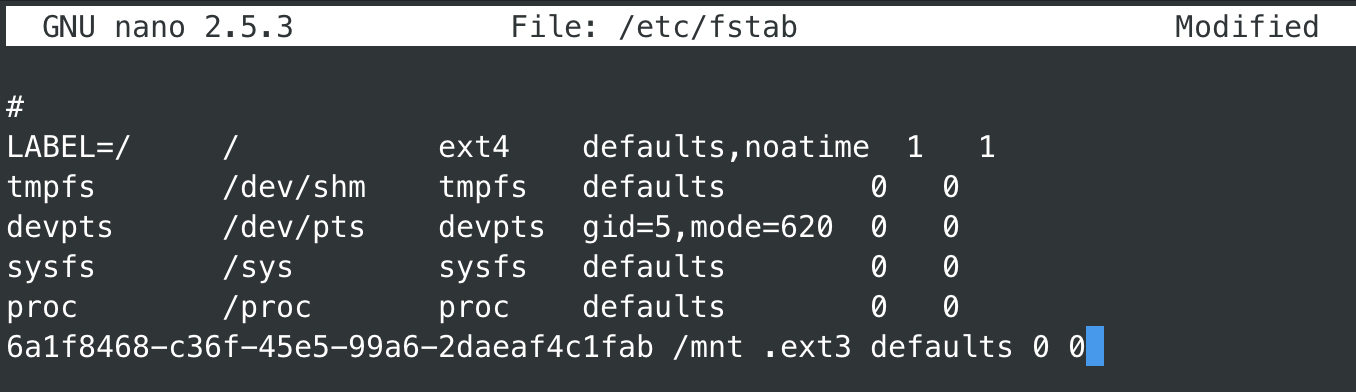 GNU nano 2.5.3 File: /etc/fstab Modified
#
LABEL=/ / ext4 defaults,noatime 1 1
tmpfs /dev/shm tmpfs defaults 0 0
devpts /dev/pts devpts gid=5,mode=620 0 0
sysfs /sys sysfs defaults 0 0
proc /proc proc defaults 0 0
6a1f8468-c36f-45e5-99a6-2daeaf4c1fab /mnt .ext3 defaults 0 0